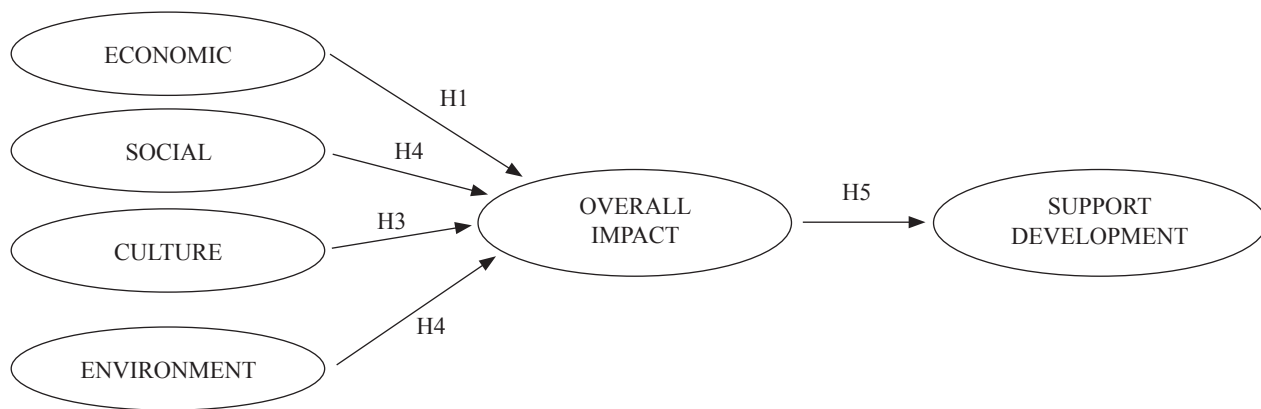 ECONOMIC
H1
SOCIAL
H4
CULTURE
H3
ENVIRONMENT
H4
OVERALL
IMPACT
H5
SUPPORT
DEVELOPMENT